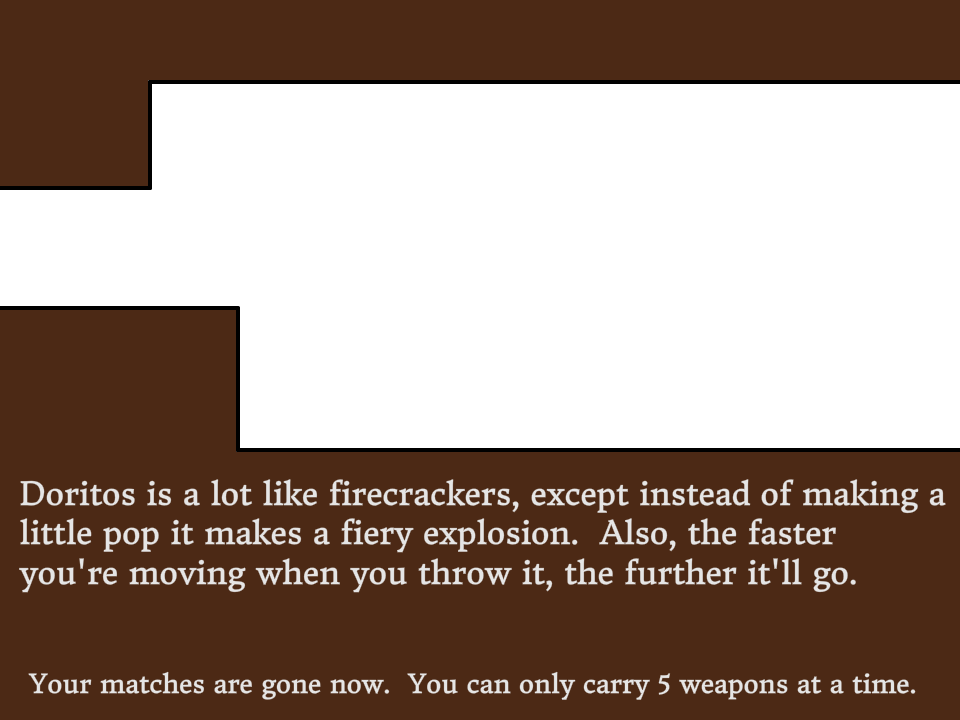 Doritos is a lot like firecrackers, except instead of making a
little pop it makes a fiery explosion.  Also, the faster
you're moving when you throw it, the further it'll go.
Your matches are gone now.  You can only carry 5 weapons at a time.